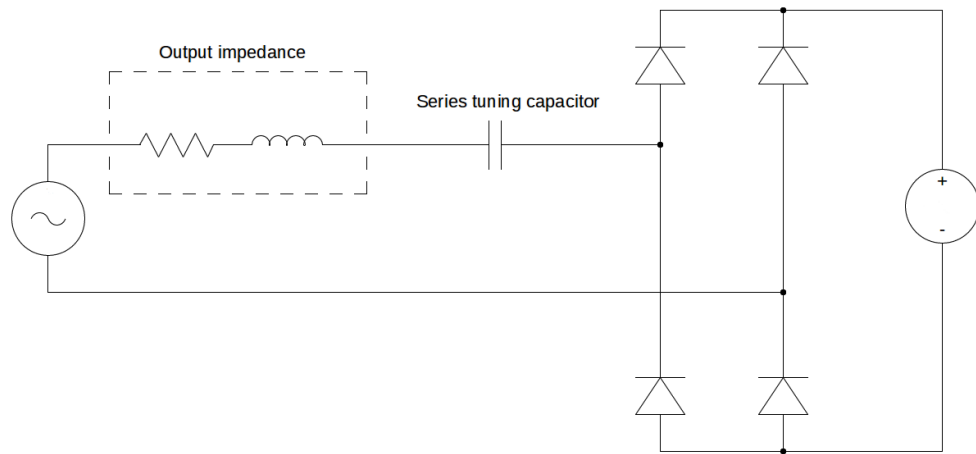 Output impedance
Series tuning capacitor
+
-